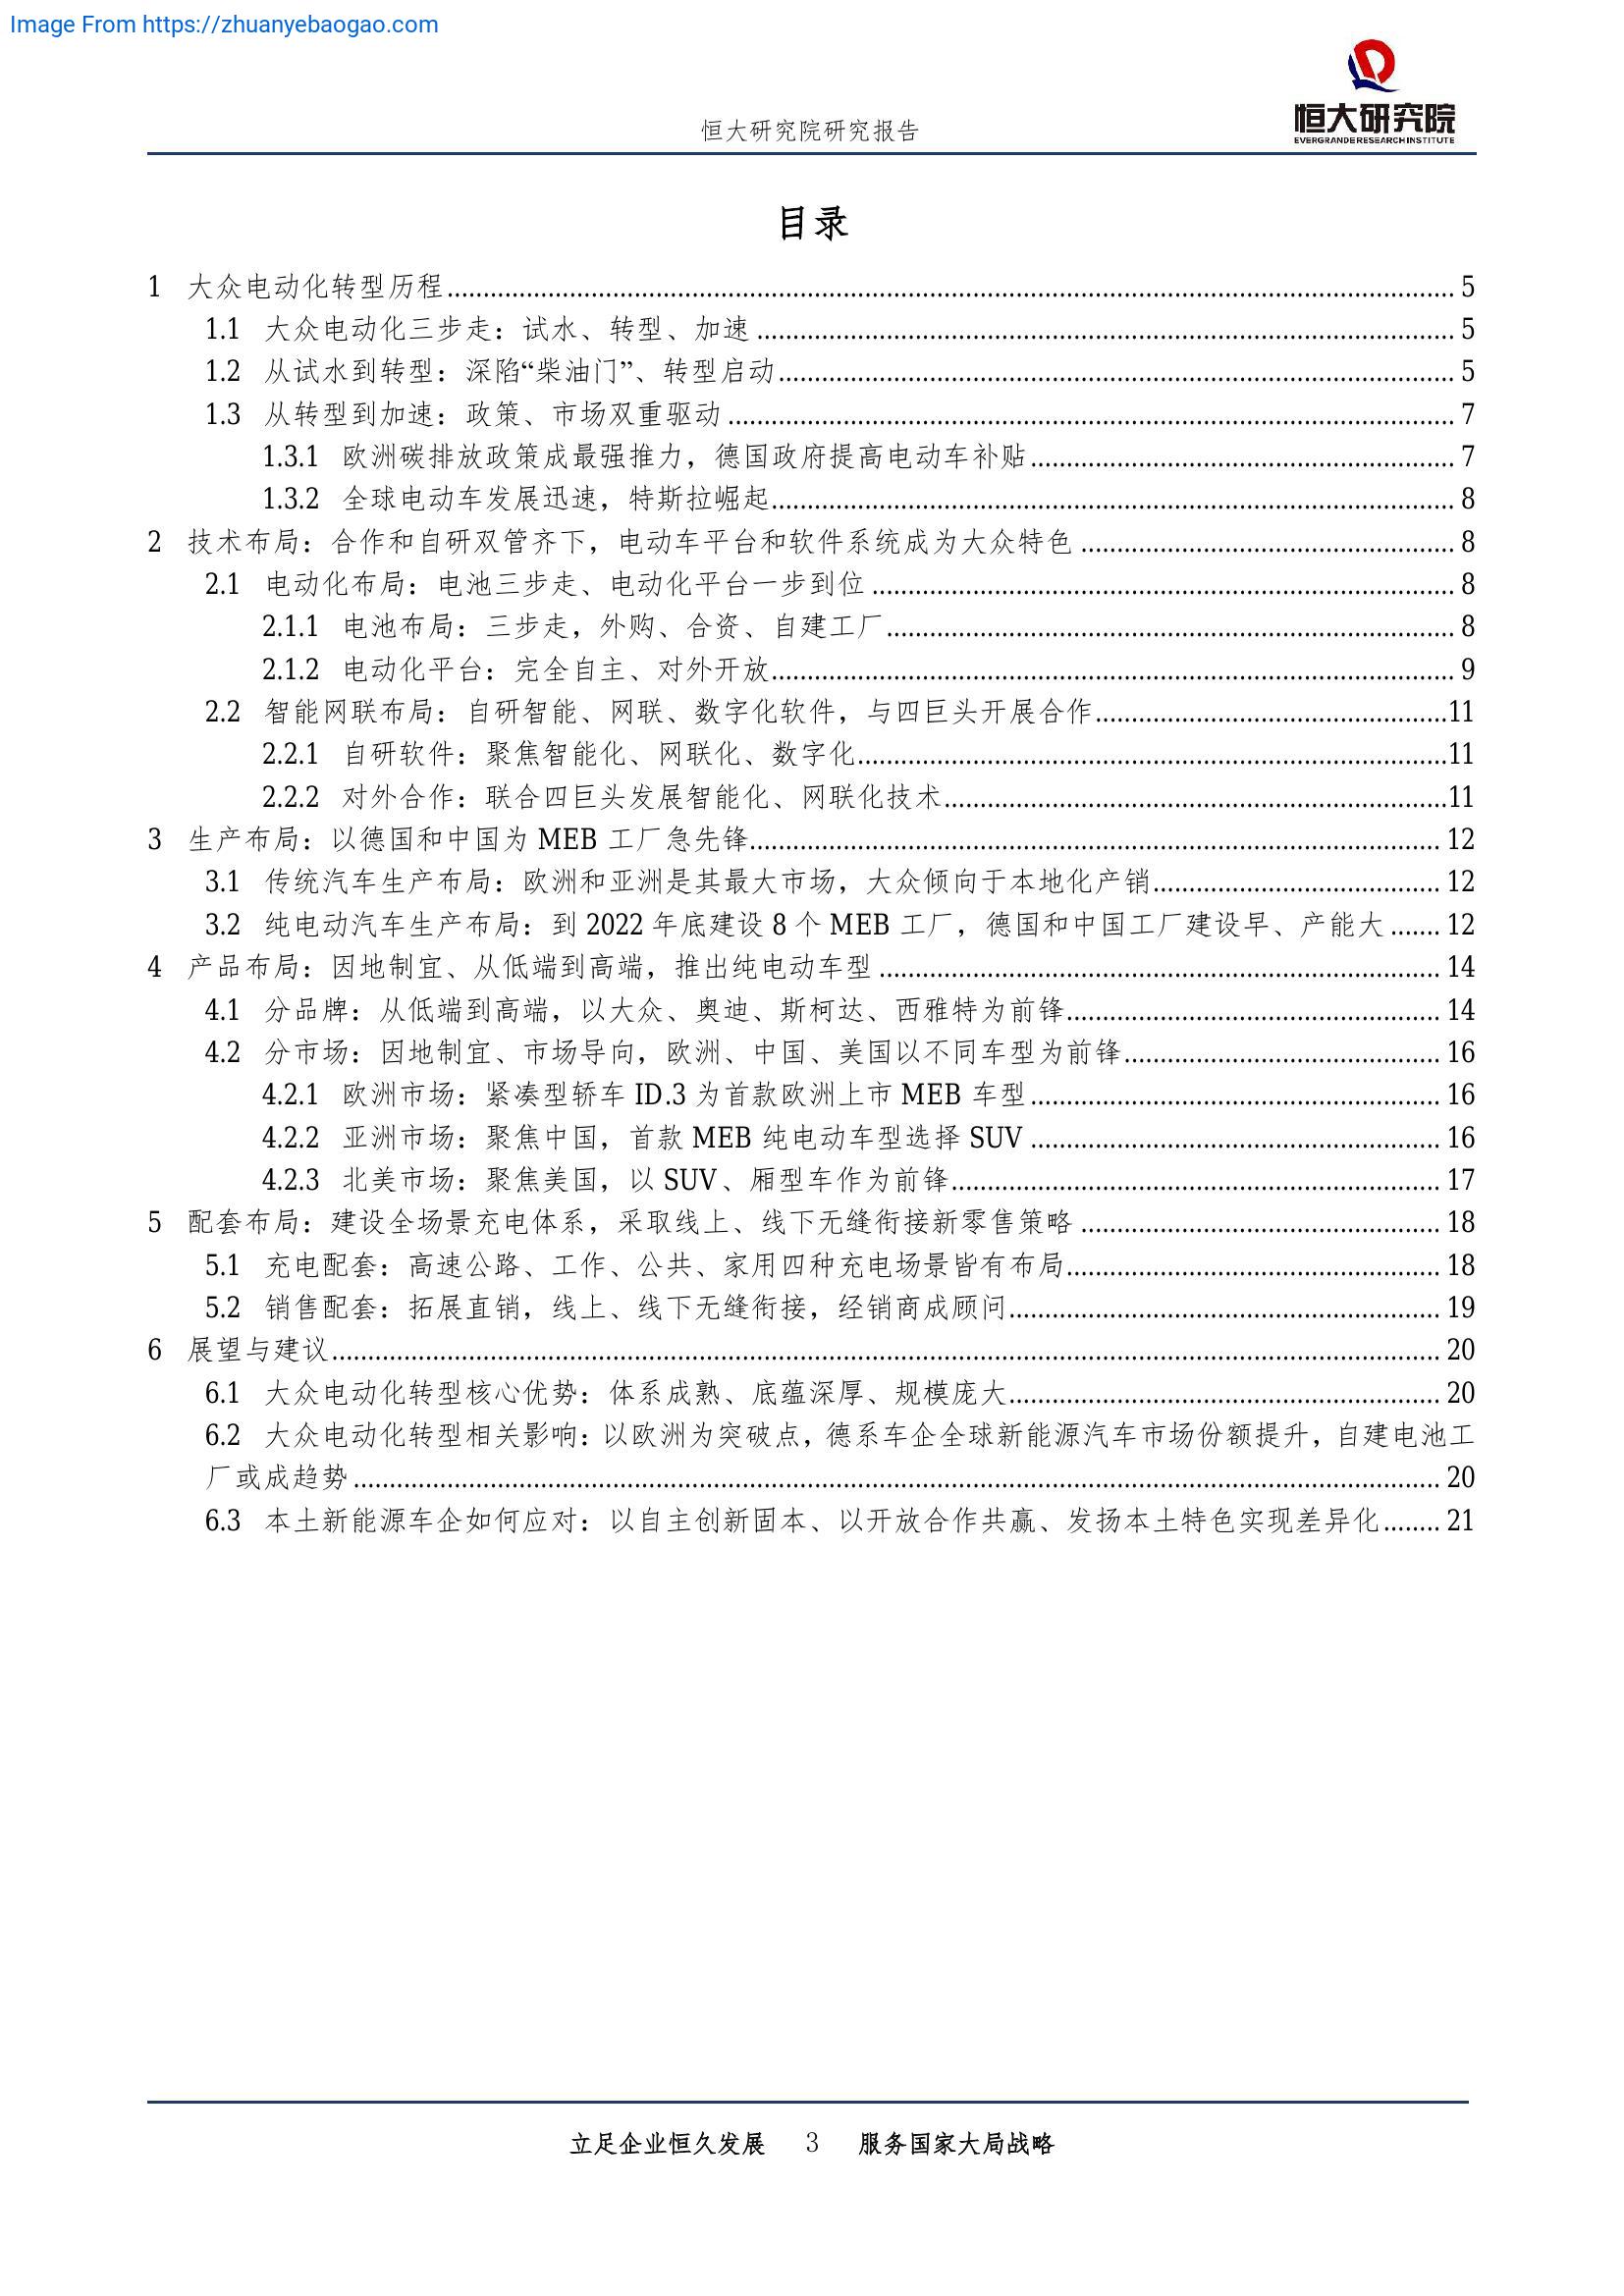 Image From https://zhuanyebaogao.com
恒大研究院
EVERGRANDE RESEARCH INSTITUTE
恒大研究院研究报告
目录
1 大众电动化转型历程 5
1.1 大众电动化三步走：试水、转型、加速 5
1.2 从试水到转型：深陷“柴油门”、转型启动 5
1.3 从转型到加速：政策、市场双重驱动 7
1.3.1 欧洲碳排放政策成最强推力，德国政府提高电动车补贴 7
1.3.2 全球电动车发展迅速，特斯拉崛起 8
2 技术布局：合作和自研双管齐下，电动车平台和软件系统成为大众特色 8
2.1 电动化布局：电池三步走、电动化平台一步到位 8
2.1.1 电池布局：三步走，外购、合资、自建工厂 8
2.1.2 电动化平台：完全自主、对外开放 9
2.2 智能网联布局：自研智能、网联、数字化软件，与四巨头开展合作 11
2.2.1 自研软件：聚焦智能化、网联化、数字化 11
2.2.2 对外合作：联合四巨头发展智能化、网联化技术 11
3 生产布局：以德国和中国为 MEB 工厂急先锋 12
3.1 传统汽车生产布局：欧洲和亚洲是其最大市场，大众倾向于本地化产销 12
3.2 纯电动汽车生产布局：到 2022 年底建设 8 个 MEB 工厂，德国和中国工厂建设早、产能大 12
4 产品布局：因地制宜、从低端到高端，推出纯电动车型 14
4.1 分品牌：从低端到高端，以大众、奥迪、斯柯达、西雅特为前锋 14
4.2 分市场：因地制宜、市场导向，欧洲、中国、美国以不同车型为前锋 16
4.2.1 欧洲市场：紧凑型轿车 ID.3 为首款欧洲上市 MEB 车型 16
4.2.2 亚洲市场：聚焦中国，首款 MEB 纯电动车型选择 SUV 16
4.2.3 北美市场：聚焦美国，以 SUV、厢型车作为前锋 17
5 配套布局：建设全场景充电体系，采取线上、线下无缝衔接新零售策略 18
5.1 充电配套：高速公路、工作、公共、家用四种充电场景皆有布局 18
5.2 销售配套：拓展直销，线上、线下无缝衔接，经销商成顾问 19
6 展望与建议 20
6.1 大众电动化转型核心优势：体系成熟、底蕴深厚、规模庞大 20
6.2 大众电动化转型相关影响：以欧洲为突破点，德系车企全球新能源汽车市场份额提升，自建电池工
厂或成趋势 20
6.3 本土新能源车企如何应对：以自主创新固本、以开放合作共赢、发扬本土特色实现差异化 21
立足企业恒久发展 3 服务国家大局战略